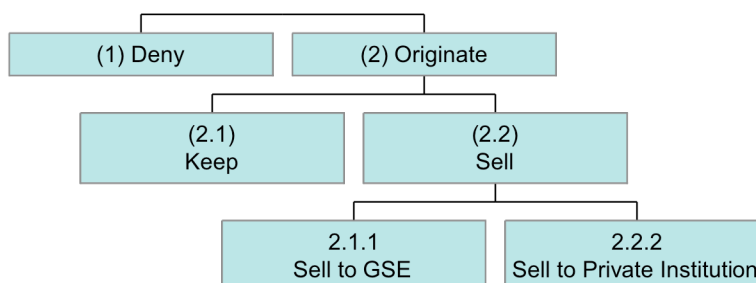 (1) Deny
(2) Originate
(2.1)
Keep
(2.2)
Sell
2.1.1
Sell to GSE
2.2.2
Sell to Private Institution